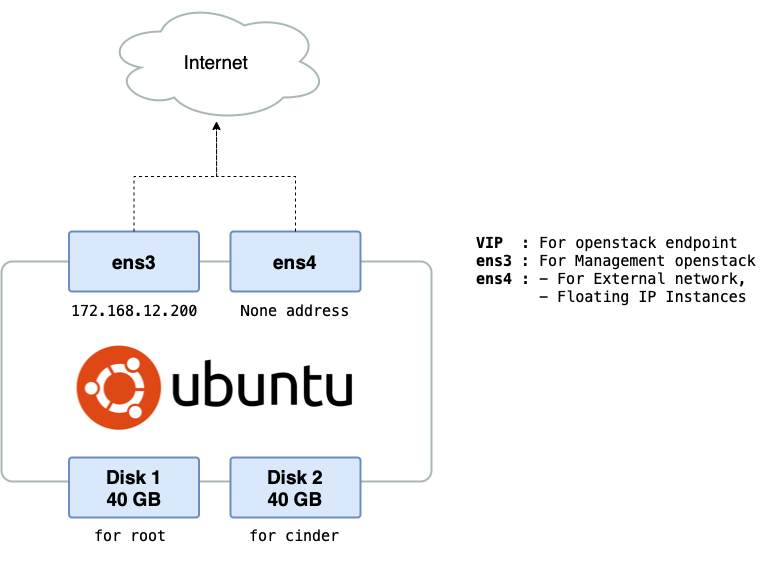 Internet
ens3
ens4
172.168.12.200
None address
VIP : For openstack endpoint
ens3 : For Management openstack
ens4 : - For External network,
- Floating IP Instances
ubuntu
Disk 1
40 GB
Disk 2
40 GB
for root
for cinder